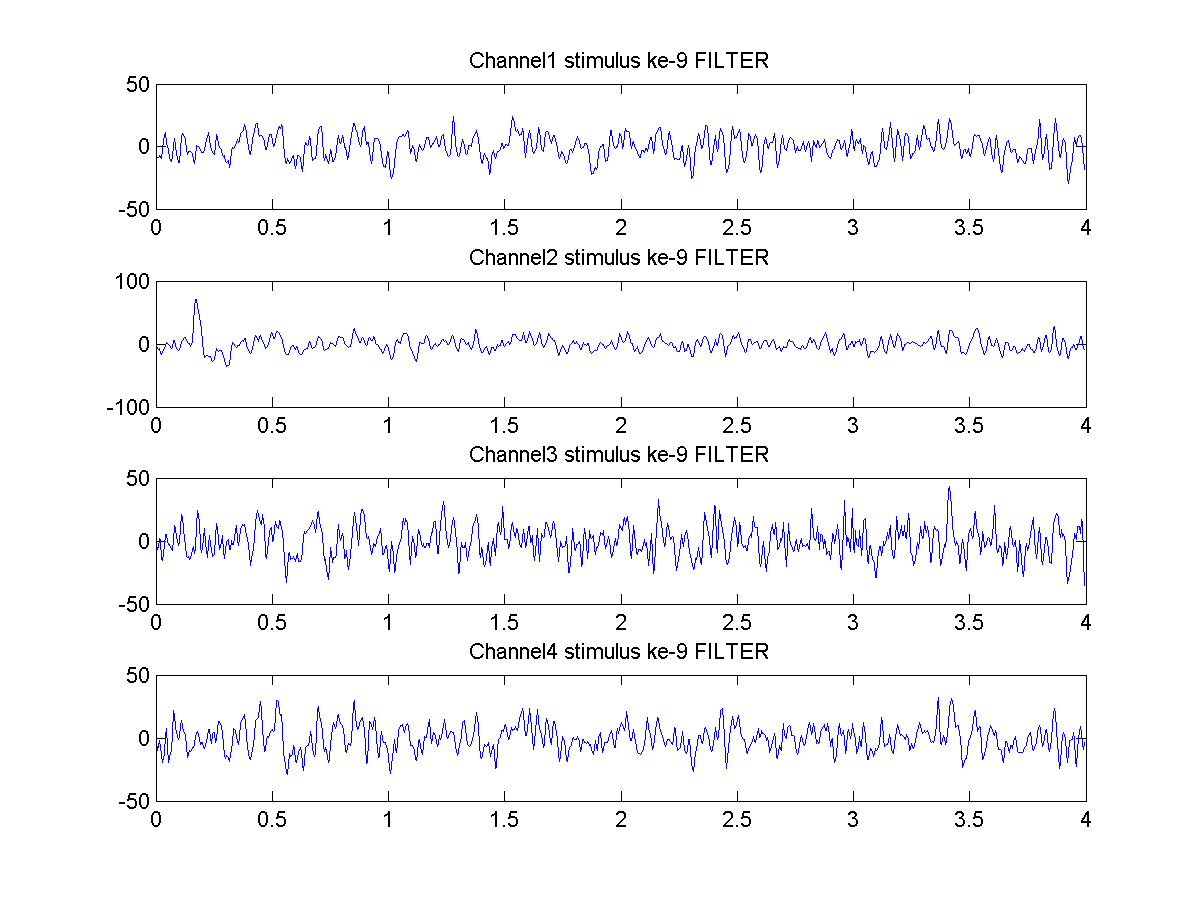 Channel1 stimulus ke-9 FILTER
50
0
-50
0 0.5 1 1.5 2 2.5 3 3.5 4
Channel2 stimulus ke-9 FILTER
100
0
-100
0 0.5 1 1.5 2 2.5 3 3.5 4
Channel3 stimulus ke-9 FILTER
50
0
-50
0 0.5 1 1.5 2 2.5 3 3.5 4
Channel4 stimulus ke-9 FILTER
50
0
-50
0 0.5 1 1.5 2 2.5 3 3.5 4